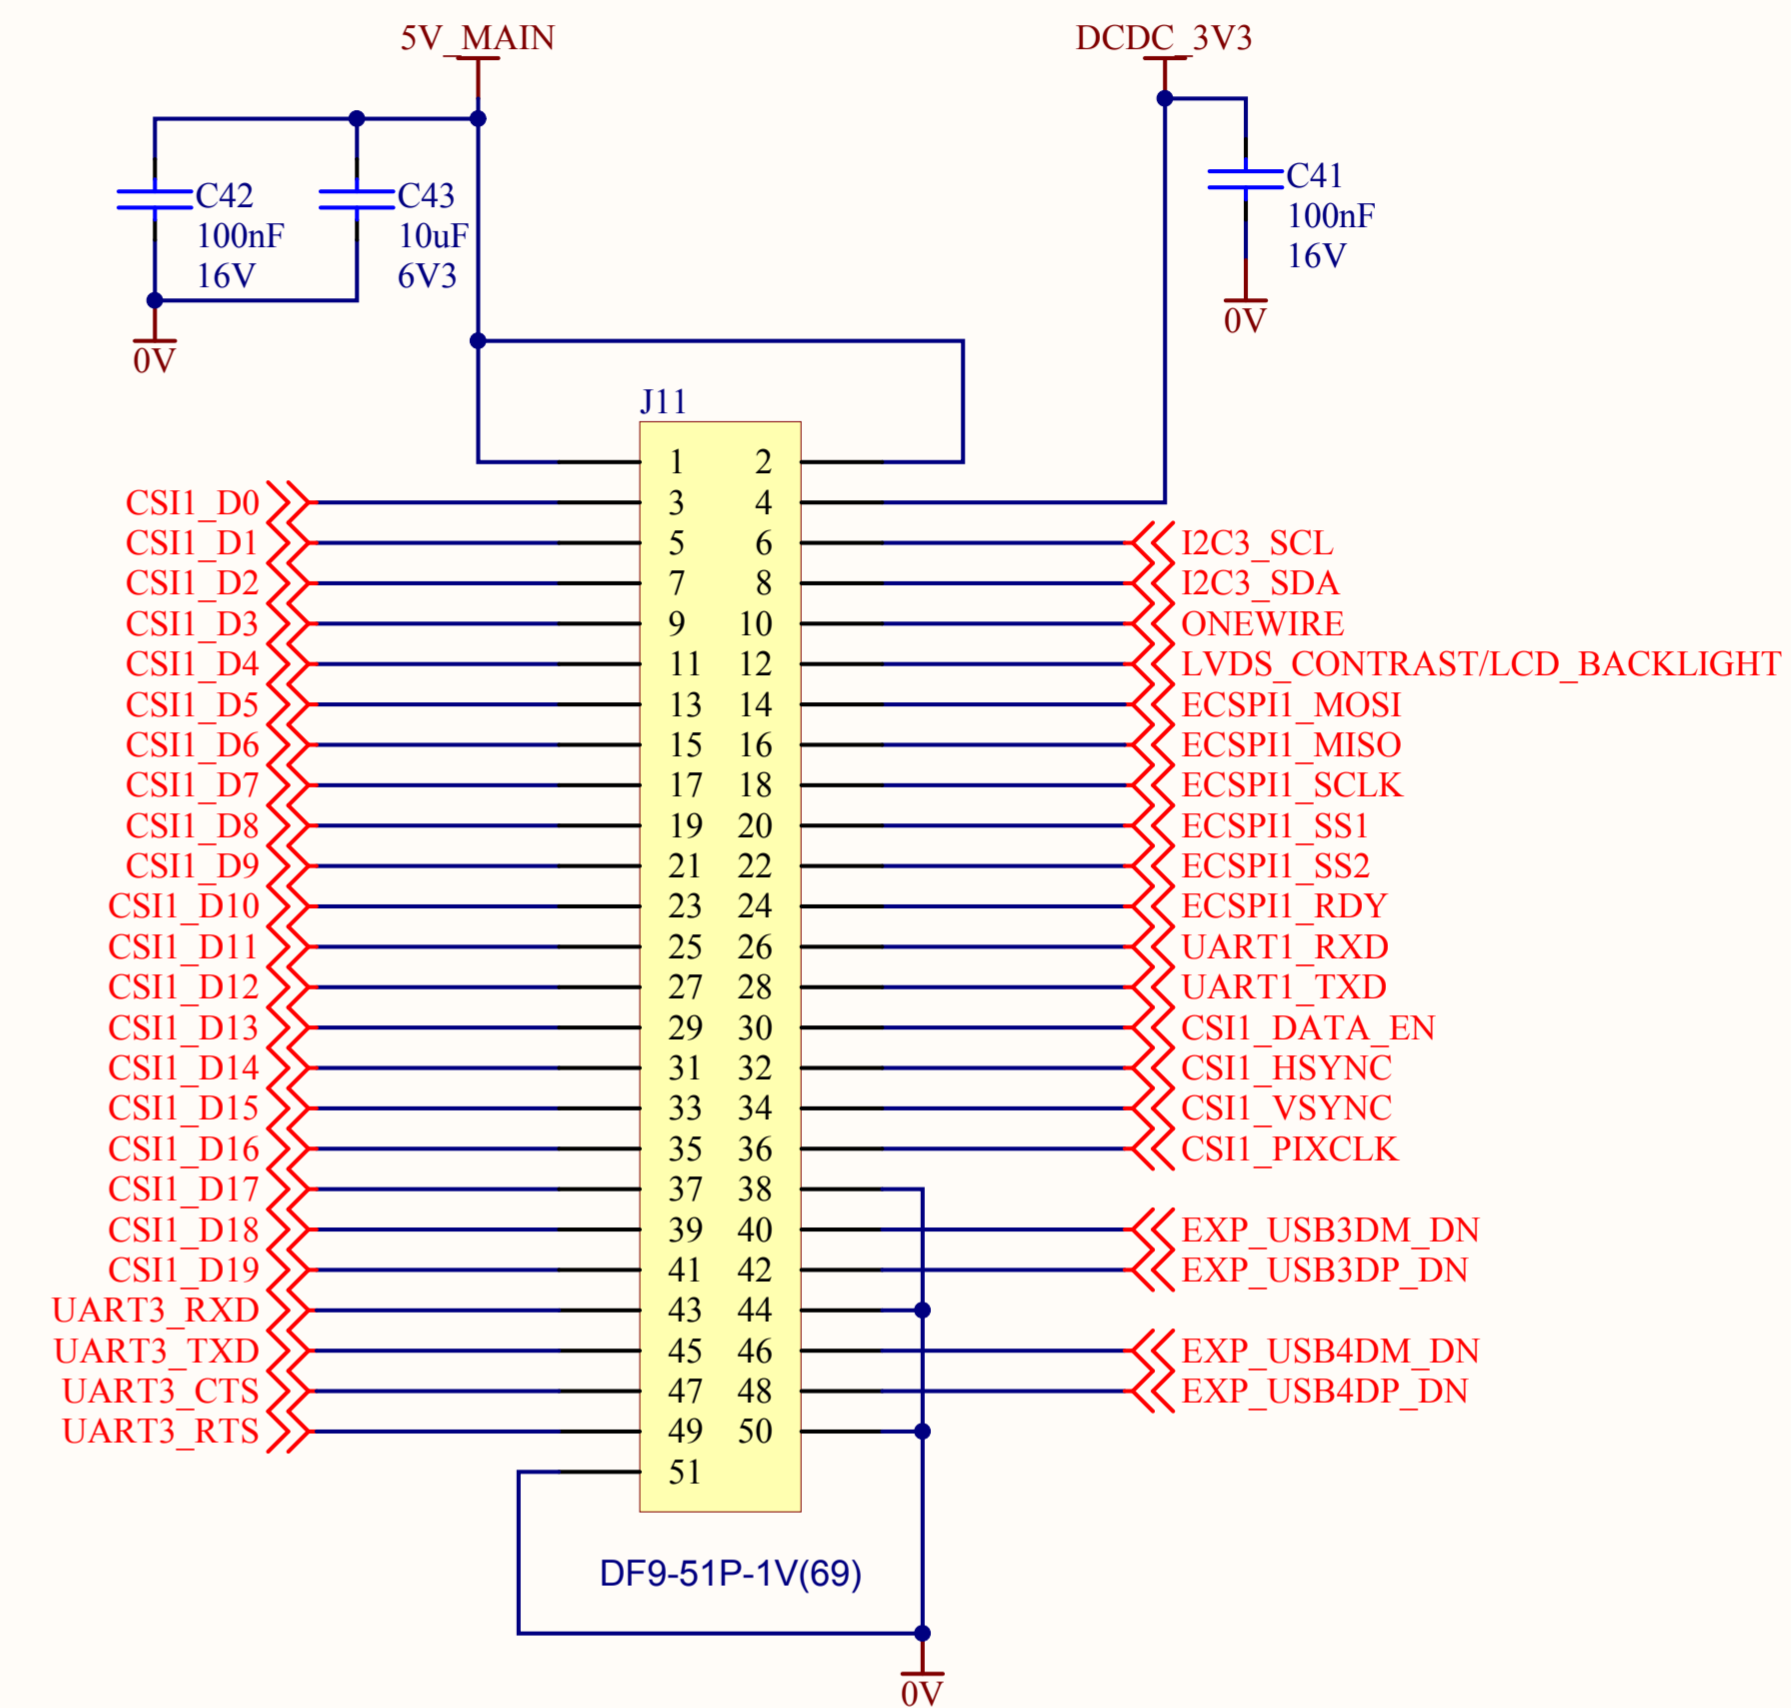 5V_MAIN
DCDC_3V3
C42
100nF
16V
C43
10uF
6V3
C41
100nF
16V
0V
0V
J11
1 2
CSI1_D0 3 4
CSI1_D1 5 6 I2C3_SCL
CSI1_D2 7 8 I2C3_SDA
CSI1_D3 9 10 ONEWIRE
CSI1_D4 11 12 LVDS_CONTRAST/LCD_BACKLIGHT
CSI1_D5 13 14 ECSPI1_MOSI
CSI1_D6 15 16 ECSPI1_MISO
CSI1_D7 17 18 ECSPI1_SCLK
CSI1_D8 19 20 ECSPI1_SS1
CSI1_D9 21 22 ECSPI1_SS2
CSI1_D10 23 24 ECSPI1_RDY
CSI1_D11 25 26 UART1_RXD
CSI1_D12 27 28 UART1_TXD
CSI1_D13 29 30 CSI1_DATA_EN
CSI1_D14 31 32 CSI1_HSYNC
CSI1_D15 33 34 CSI1_VSYNC
CSI1_D16 35 36 CSI1_PIXCLK
CSI1_D17 37 38
CSI1_D18 39 40 EXP_USB3DM_DN
CSI1_D19 41 42 EXP_USB3DP_DN
UART3_RXD 43 44
UART3_TXD 45 46 EXP_USB4DM_DN
UART3_CTS 47 48 EXP_USB4DP_DN
UART3_RTS 49 50
51
DF9-51P-1V(69)
0V